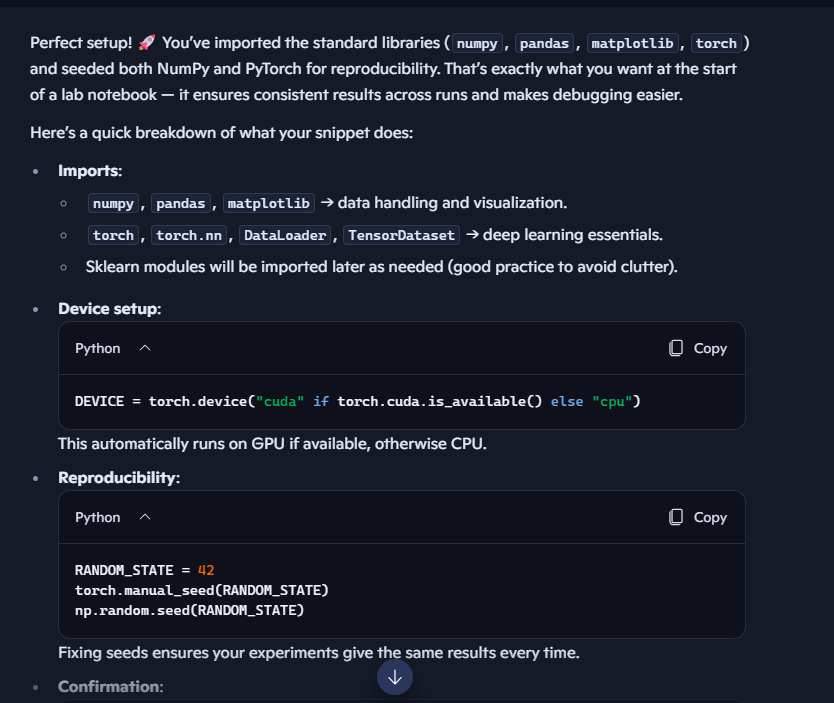 Perfect setup! 🚀 You've imported the standard libraries ( numpy , pandas , matplotlib , torch )
and seeded both NumPy and PyTorch for reproducibility. That's exactly what you want at the start
of a lab notebook — it ensures consistent results across runs and makes debugging easier.
Here's a quick breakdown of what your snippet does:
• Imports:
○ numpy , pandas , matplotlib → data handling and visualization.
○ torch , torch.nn , DataLoader , TensorDataset → deep learning essentials.
○ Sklearn modules will be imported later as needed (good practice to avoid clutter).
• Device setup:
Python Copy
DEVICE = torch.device("cuda" if torch.cuda.is_available() else "cpu")
This automatically runs on GPU if available, otherwise CPU.
• Reproducibility:
Python Copy
RANDOM_STATE = 42
torch.manual_seed(RANDOM_STATE)
np.random.seed(RANDOM_STATE)
Fixing seeds ensures your experiments give the same results every time.
• Confirmation: